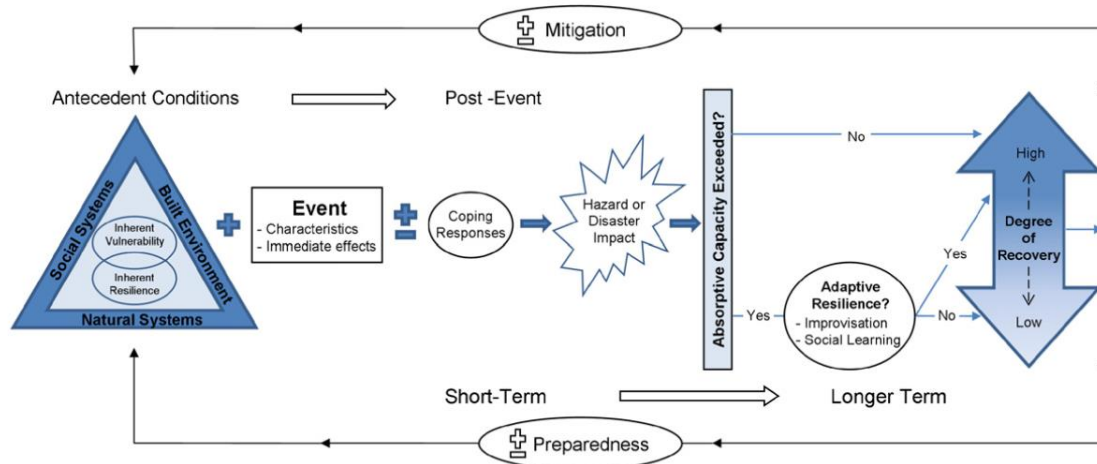 Mitigation
Antecedent Conditions
Post -Event
Social Systems
Built Environment
Natural Systems
Inherent
Vulnerability
Inherent
Resilience
Event
- Characteristics
- Immediate effects
Coping
Responses
Hazard or
Disaster
Impact
Absorptive Capacity Exceeded?
No
Yes
Adaptive
Resilience?
- Improvisation
- Social Learning
Yes
No
High
Degree of
Recovery
Low
Short-Term
Longer Term
Preparedness